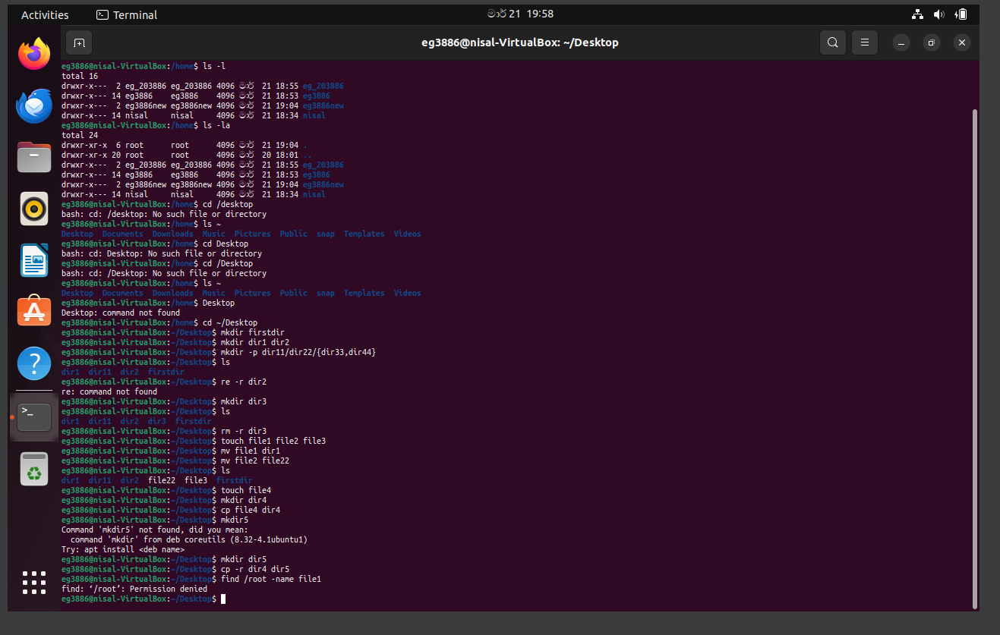 Activities Terminal මාර් 21 19:58
eg3886@nisal-VirtualBox: ~/Desktop
eg3886@nisal-VirtualBox:/home$ ls -l
total 16
drwxr-x--- 2 eg_203886 eg_203886 4096 මාර් 21 18:55 eg_203886
drwxr-x--- 14 eg3886 eg3886 4096 මාර් 21 18:53 eg3886
drwxr-x--- 2 eg3886new eg3886new 4096 මාර් 21 19:04 eg3886new
drwxr-x--- 14 nisal nisal 4096 මාර් 21 18:34 nisal
eg3886@nisal-VirtualBox:/home$ ls -la
total 24
drwxr-xr-x 6 root root 4096 මාර් 21 19:04 .
drwxr-xr-x 20 root root 4096 මාර් 20 18:01 ..
drwxr-x--- 2 eg_203886 eg_203886 4096 මාර් 21 18:55 eg_203886
drwxr-x--- 14 eg3886 eg3886 4096 මාර් 21 18:53 eg3886
drwxr-x--- 2 eg3886new eg3886new 4096 මාර් 21 19:04 eg3886new
drwxr-x--- 14 nisal nisal 4096 මාර් 21 18:34 nisal
eg3886@nisal-VirtualBox:/home$ cd /desktop
bash: cd: /desktop: No such file or directory
eg3886@nisal-VirtualBox:/home$ ls ~
Desktop Documents Downloads Music Pictures Public snap Templates Videos
eg3886@nisal-VirtualBox:/home$ cd Desktop
bash: cd: Desktop: No such file or directory
eg3886@nisal-VirtualBox:/home$ cd /Desktop
bash: cd: /Desktop: No such file or directory
eg3886@nisal-VirtualBox:/home$ ls ~
Desktop Documents Downloads Music Pictures Public snap Templates Videos
eg3886@nisal-VirtualBox:/home$ Desktop
Desktop: command not found
eg3886@nisal-VirtualBox:/home$ cd ~/Desktop
eg3886@nisal-VirtualBox:~/Desktop$ mkdir firstdir
eg3886@nisal-VirtualBox:~/Desktop$ mkdir dir1 dir2
eg3886@nisal-VirtualBox:~/Desktop$ mkdir -p dir11/dir22/{dir33,dir44}
eg3886@nisal-VirtualBox:~/Desktop$ ls
dir1 dir11 dir2 firstdir
eg3886@nisal-VirtualBox:~/Desktop$ re -r dir2
re: command not found
eg3886@nisal-VirtualBox:~/Desktop$ mkdir dir3
eg3886@nisal-VirtualBox:~/Desktop$ ls
dir1 dir11 dir2 dir3 firstdir
eg3886@nisal-VirtualBox:~/Desktop$ rm -r dir3
eg3886@nisal-VirtualBox:~/Desktop$ touch file1 file2 file3
eg3886@nisal-VirtualBox:~/Desktop$ mv file1 dir1
eg3886@nisal-VirtualBox:~/Desktop$ mv file2 file22
eg3886@nisal-VirtualBox:~/Desktop$ ls
dir1 dir11 dir2 file22 file3 firstdir
eg3886@nisal-VirtualBox:~/Desktop$ touch file4
eg3886@nisal-VirtualBox:~/Desktop$ mkdir dir4
eg3886@nisal-VirtualBox:~/Desktop$ cp file4 dir4
eg3886@nisal-VirtualBox:~/Desktop$ mkdir5
Command 'mkdir5' not found, did you mean:
command 'mkdir' from deb coreutils (8.32-4.1ubuntu1)
Try: apt install <deb name>
eg3886@nisal-VirtualBox:~/Desktop$ mkdir dir5
eg3886@nisal-VirtualBox:~/Desktop$ cp -r dir4 dir5
eg3886@nisal-VirtualBox:~/Desktop$ find /root -name file1
find: ‘/root’: Permission denied
eg3886@nisal-VirtualBox:~/Desktop$